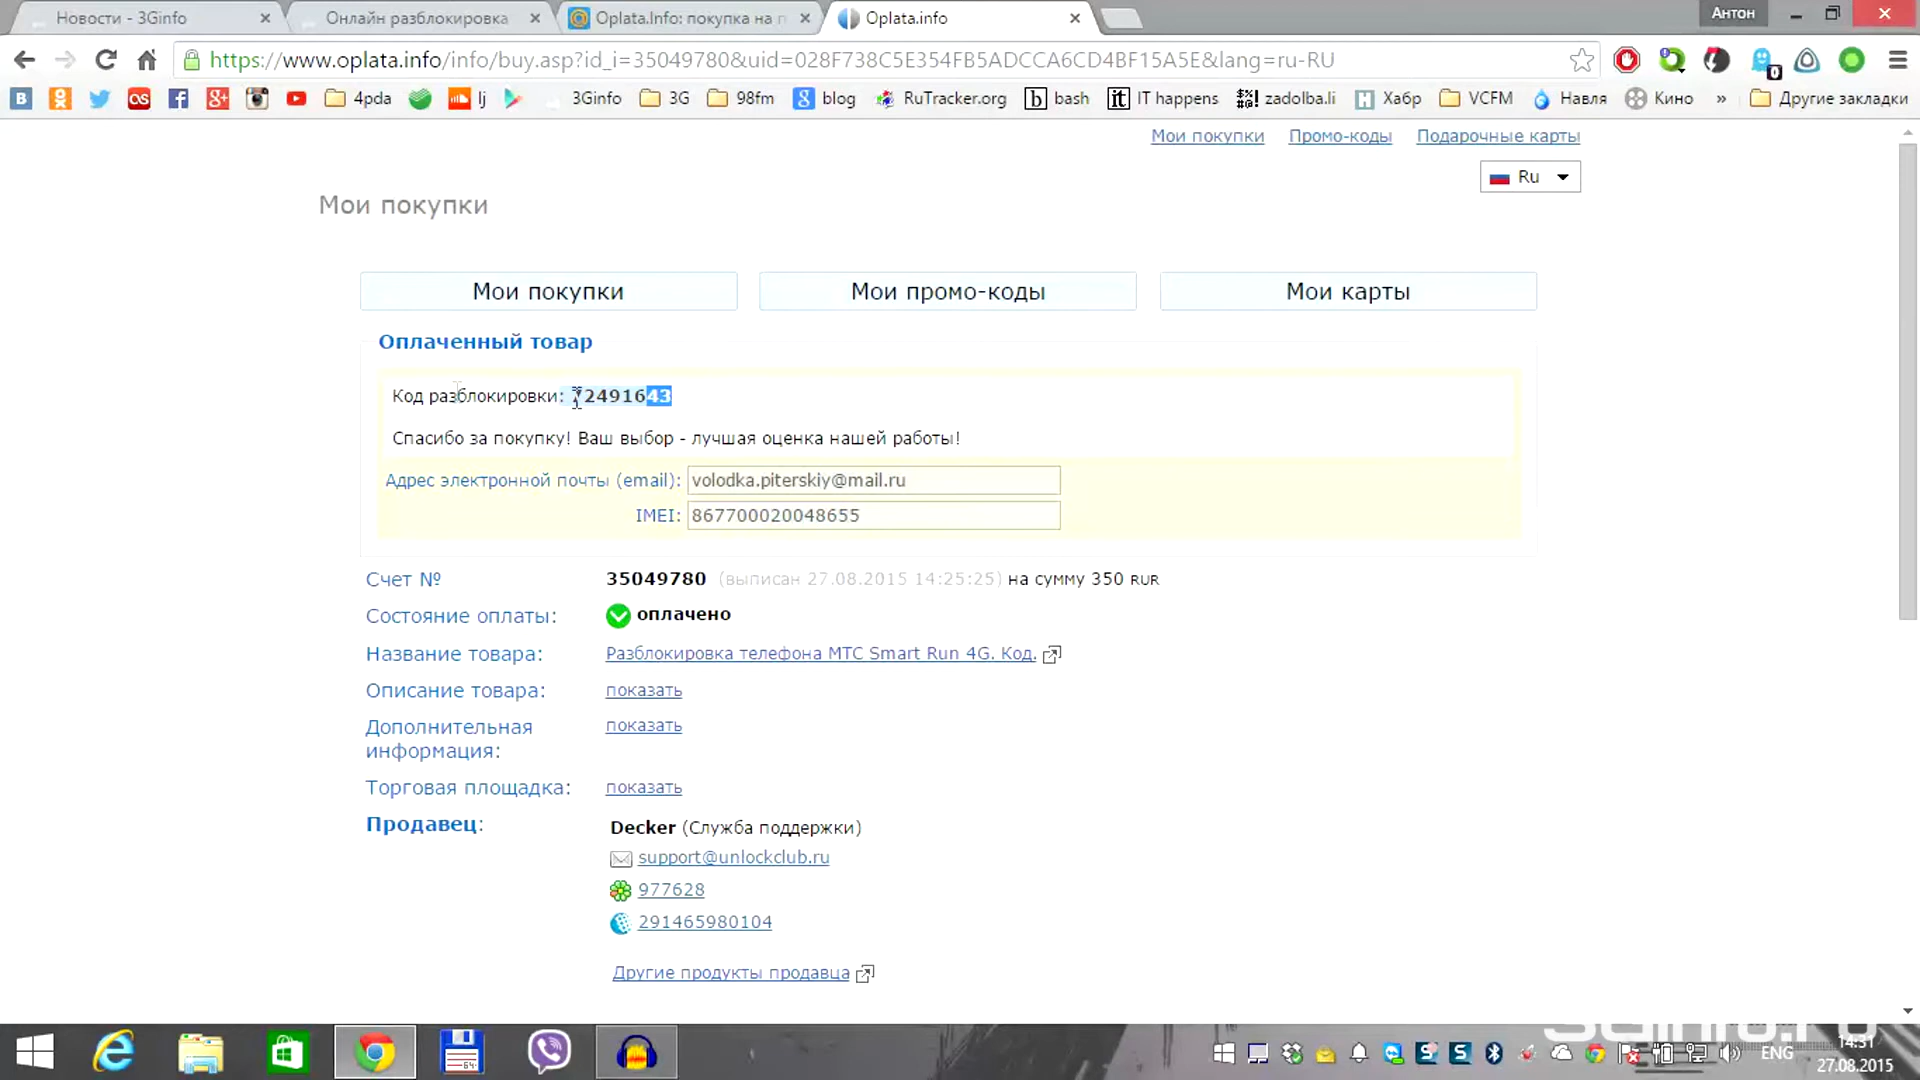 Новости - 3Ginfo
Онлайн разблокировка
Oplata.Info: покупка на п
Oplata.info
Антон
https://www.oplata.info/info/buy.asp?id_i=35049780&uid=028F738C5E354FB5ADCCA6CD4BF15A5E&lang=ru-RU
4pda lj 3Ginfo 3G 98fm blog RuTracker.org bash IT happens zadolba.li Хабр VCFM Навля Кино » Другие закладки
Мои покупки Промо-коды Подарочные карты
Ru
Мои покупки
Мои покупки Мои промо-коды Мои карты
Оплаченный товар
Код разблокировки: 2491643
Спасибо за покупку! Ваш выбор - лучшая оценка нашей работы!
Адрес электронной почты (email): volodka.piterskiy@mail.ru
IMEI: 867700020048655
Счет № 35049780 (выписан 27.08.2015 14:25:25) на сумму 350 RUR
Состояние оплаты: оплачено
Название товара: Разблокировка телефона МТС Smart Run 4G. Код.
Описание товара: показать
Дополнительная информация: показать
Торговая площадка: показать
Продавец: Decker (Служба поддержки)
support@unlockclub.ru
977628
291465980104
Другие продукты продавца
3Ginfo.ru
ENG
14:31
27.08.2015